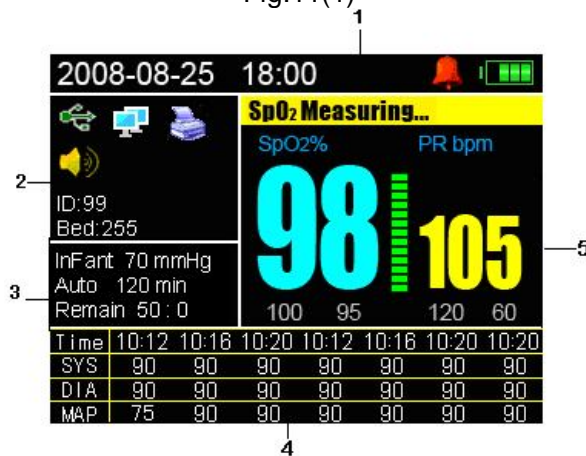 Fig.11(1)
1
2008-08-25 18:00
SpO2 Measuring...
SpO2% PR bpm
98 105
100 95 120 60
2
ID:99
Bed:255
3
InFant 70 mmHg
Auto 120 min
Remain 50 : 0
5
Time 10:12 10:16 10:20 10:12 10:16 10:20 10:20
SYS 90 90 90 90 90 90 90
DIA 90 90 90 90 90 90 90
MAP 75 90 90 90 90 90 90
4